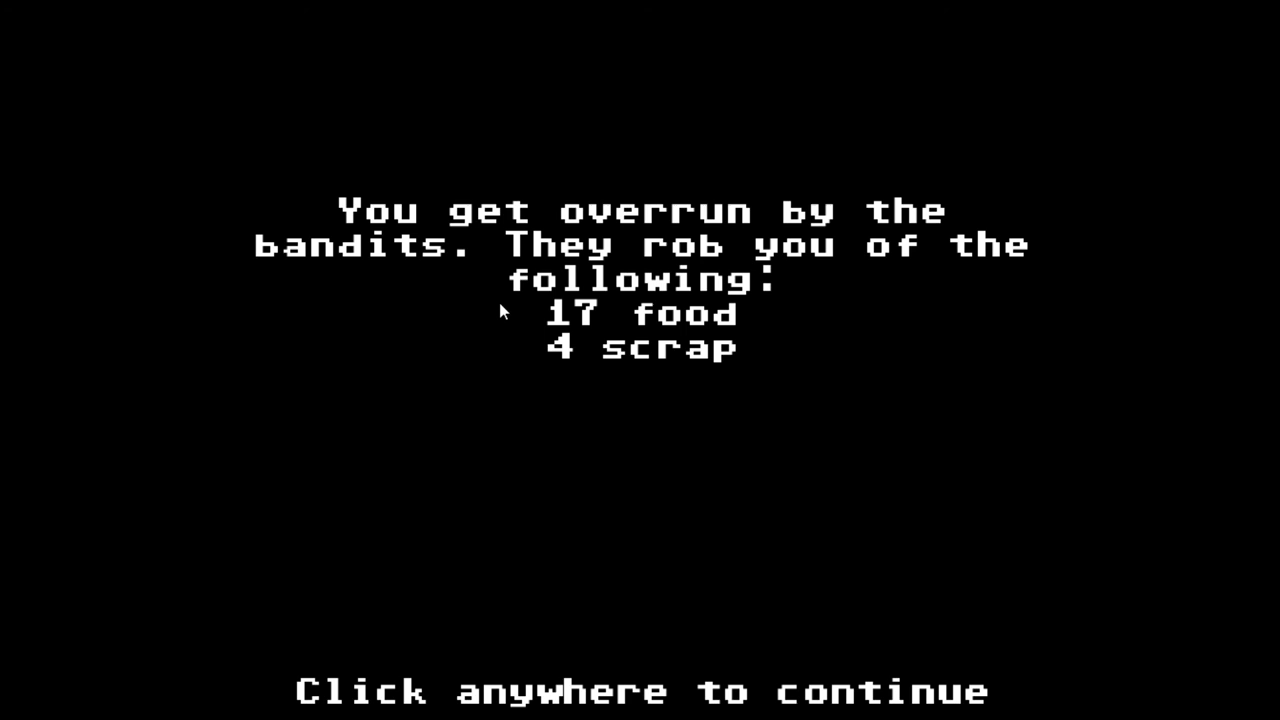 You get overrun by the
bandits. They rob you of the
following:
17 food
4 scrap
Click anywhere to continue